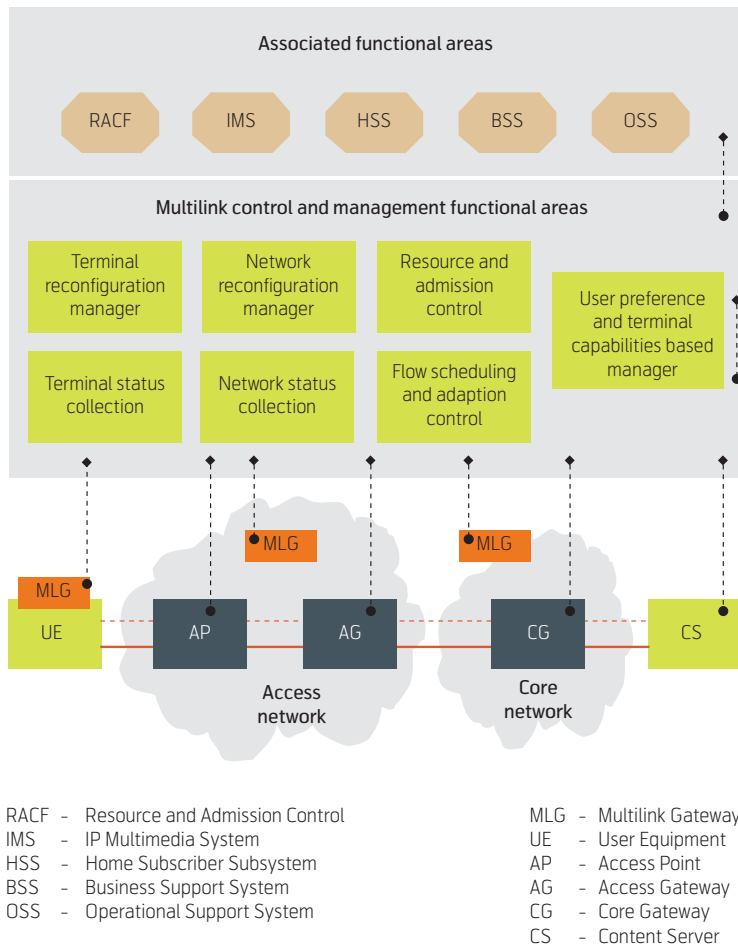 Associated functional areas
RACF IMS HSS BSS OSS
Multilink control and management functional areas
Terminal
reconfiguration
manager
Network
reconfiguration
manager
Resource and
admission
control
User preference
and terminal
capabilities based
manager
Terminal status
collection
Network status
collection
Flow scheduling
and adaption
control
MLG
MLG
MLG
UE
AP
AG
CG
CS
Access
network
Core
network
RACF - Resource and Admission Control
IMS - IP Multimedia System
HSS - Home Subscriber Subsystem
BSS - Business Support System
OSS - Operational Support System
MLG - Multilink Gateway
UE - User Equipment
AP - Access Point
AG - Access Gateway
CG - Core Gateway
CS - Content Server